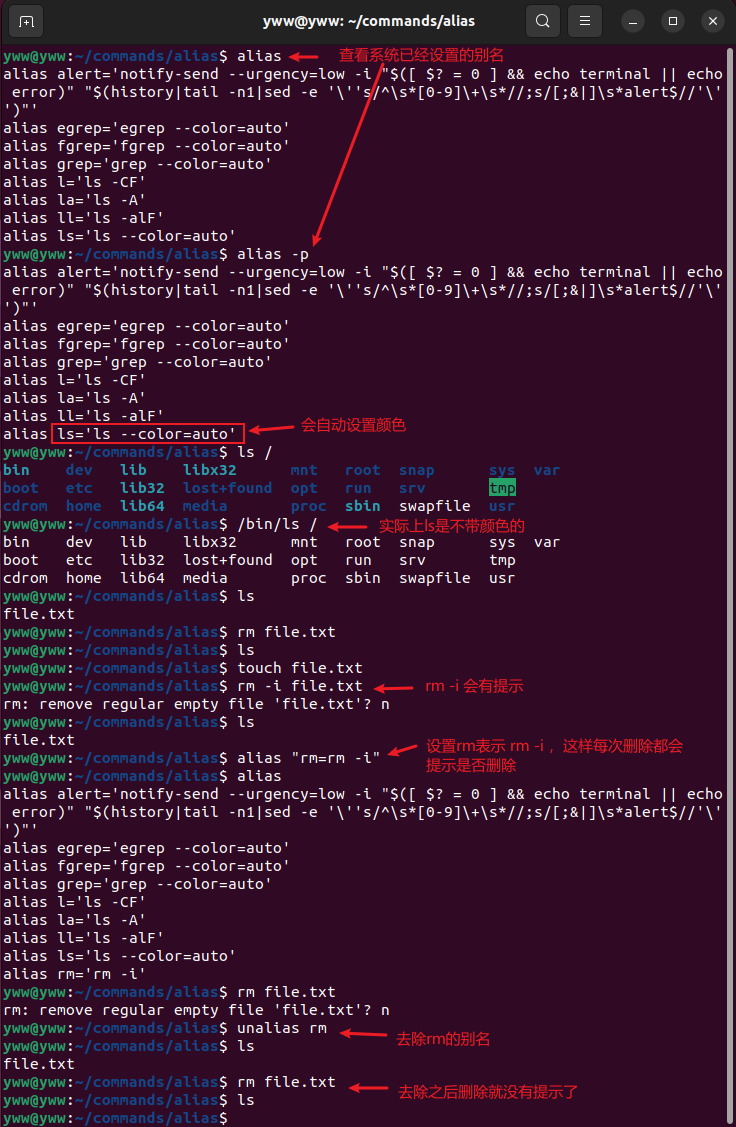 yww@yww: ~/commands/alias
yww@yww:~/commands/alias$ alias 查看系统已经设置的别名
alias alert='notify-send --urgency=low -i "$([ $? = 0 ] && echo terminal || echo
 error)" "$(history|tail -n1|sed -e '\''s/^\s*[0-9]\+\s*//;s/[;&|]\s*alert$//'\'
')"'
alias egrep='egrep --color=auto'
alias fgrep='fgrep --color=auto'
alias grep='grep --color=auto'
alias l='ls -CF'
alias la='ls -A'
alias ll='ls -alF'
alias ls='ls --color=auto'
yww@yww:~/commands/alias$ alias -p
alias alert='notify-send --urgency=low -i "$([ $? = 0 ] && echo terminal || echo
 error)" "$(history|tail -n1|sed -e '\''s/^\s*[0-9]\+\s*//;s/[;&|]\s*alert$//'\'
')"'
alias egrep='egrep --color=auto'
alias fgrep='fgrep --color=auto'
alias grep='grep --color=auto'
alias l='ls -CF'
alias la='ls -A'
alias ll='ls -alF'
alias ls='ls --color=auto' 会自动设置颜色
yww@yww:~/commands/alias$ ls /
bin    dev   lib    libx32      mnt   root  snap      sys  var
boot   etc   lib32  lost+found  opt   run   srv       tmp
cdrom  home  lib64  media       proc  sbin  swapfile  usr
yww@yww:~/commands/alias$ /bin/ls / 实际上ls是不带颜色的
bin    dev   lib    libx32      mnt   root  snap      sys  var
boot   etc   lib32  lost+found  opt   run   srv       tmp
cdrom  home  lib64  media       proc  sbin  swapfile  usr
yww@yww:~/commands/alias$ ls
file.txt
yww@yww:~/commands/alias$ rm file.txt
yww@yww:~/commands/alias$ ls
yww@yww:~/commands/alias$ touch file.txt
yww@yww:~/commands/alias$ rm -i file.txt rm -i 会有提示
rm: remove regular empty file 'file.txt'? n
yww@yww:~/commands/alias$ ls
file.txt
yww@yww:~/commands/alias$ alias "rm=rm -i" 设置rm表示 rm -i ，这样每次删除都会
提示是否删除
yww@yww:~/commands/alias$ alias
alias alert='notify-send --urgency=low -i "$([ $? = 0 ] && echo terminal || echo
 error)" "$(history|tail -n1|sed -e '\''s/^\s*[0-9]\+\s*//;s/[;&|]\s*alert$//'\'
')"'
alias egrep='egrep --color=auto'
alias fgrep='fgrep --color=auto'
alias grep='grep --color=auto'
alias l='ls -CF'
alias la='ls -A'
alias ll='ls -alF'
alias ls='ls --color=auto'
alias rm='rm -i'
yww@yww:~/commands/alias$ rm file.txt
rm: remove regular empty file 'file.txt'? n
yww@yww:~/commands/alias$ unalias rm 去除rm的别名
yww@yww:~/commands/alias$ ls
file.txt
yww@yww:~/commands/alias$ rm file.txt 去除之后删除就没有提示了
yww@yww:~/commands/alias$ ls
yww@yww:~/commands/alias$